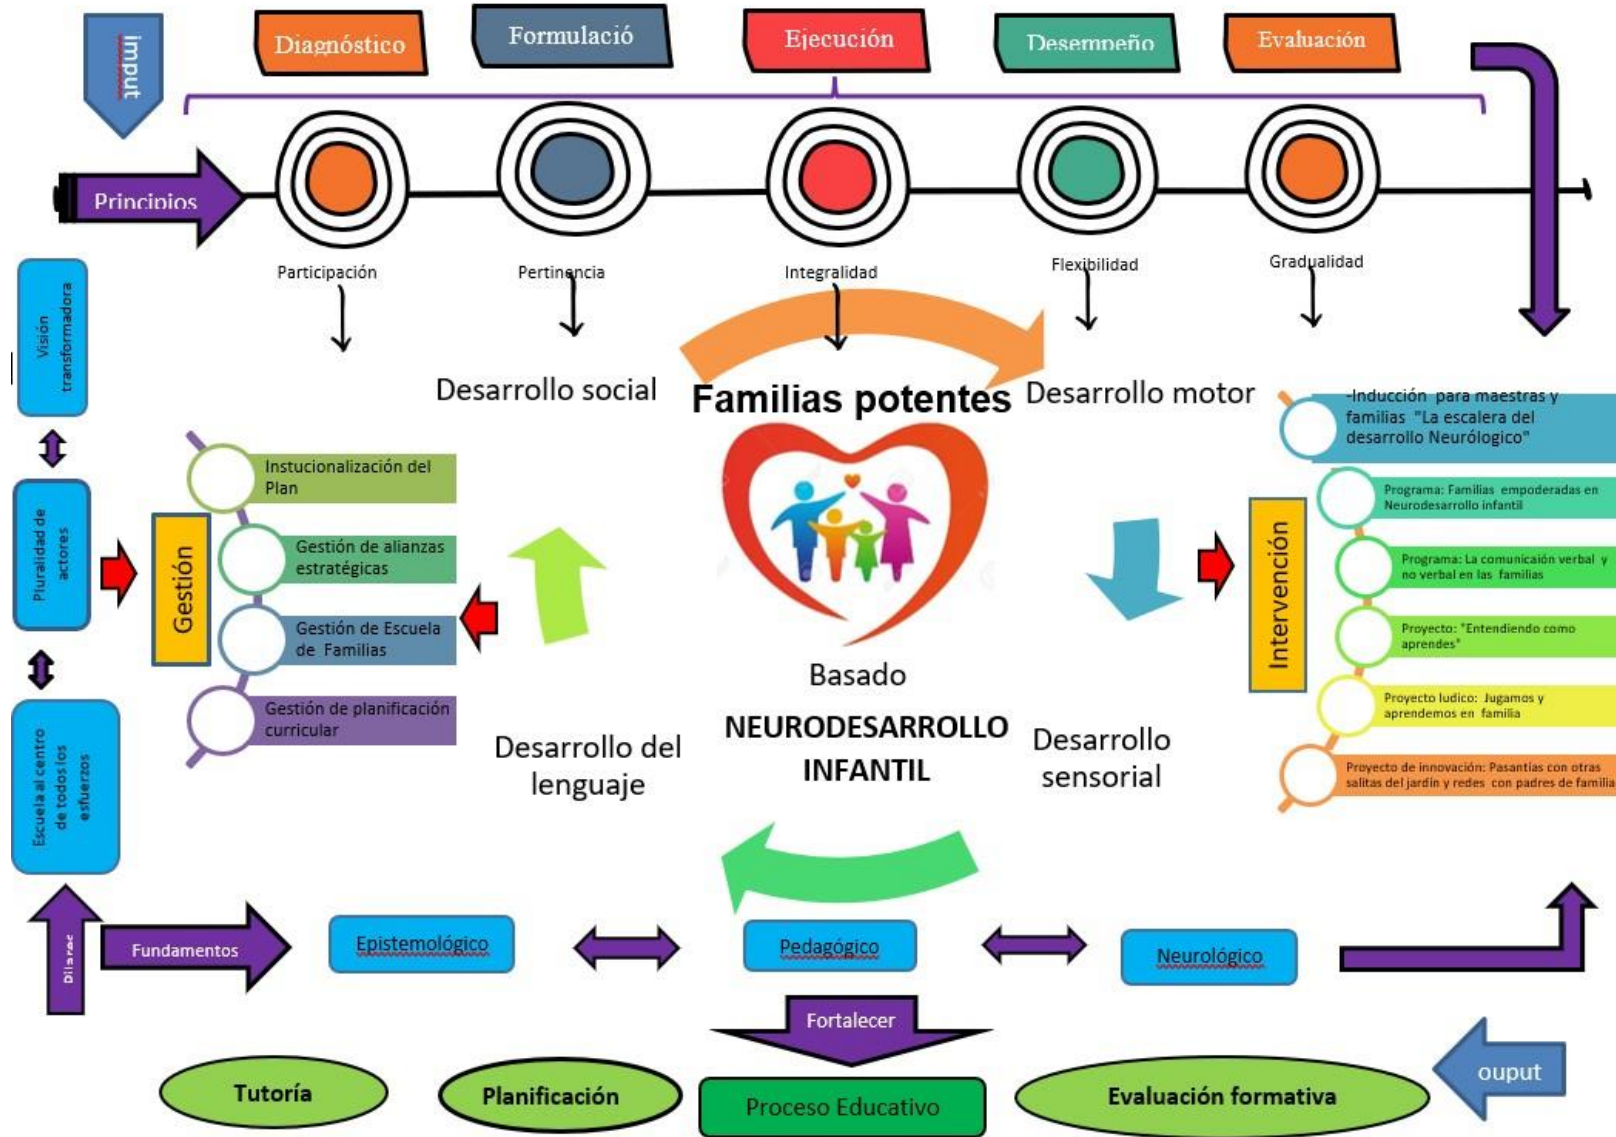 imput
Diagnóstico
Formulació
Ejecución
Desempeño
Evaluación
Principios
Participación
Pertinencia
Integralidad
Flexibilidad
Gradualidad
Visión
transformadora
Pluralidad de
actores
Escuela al centro
de todos los
esfuerzos
Gestión
Instucionalización del
Plan
Gestión de alianzas
estratégicas
Gestión de Escuela
de Familias
Gestión de planificación
curricular
Desarrollo social
Familias potentes
Desarrollo motor
Basado
NEURODESARROLLO
INFANTIL
Desarrollo del
lenguaje
Desarrollo
sensorial
Intervención
-Inducción para maestras y
familias "La escalera del
desarrollo Neurólogico"
Programa: Familias empoderadas en
Neurodesarrollo infantil
Programa: La comunicaión verbal y
no verbal en las familias
Proyecto: "Entendiendo como
aprendes"
Proyecto ludico: Jugamos y
aprendemos en familia
Proyecto de innovación: Pasantías con otras
salitas del jardín y redes con padres de familia
Fundamentos
Epistemológico
Pedagógico
Neurológico
Fortalecer
Tutoría
Planificación
Proceso Educativo
Evaluación formativa
ouput